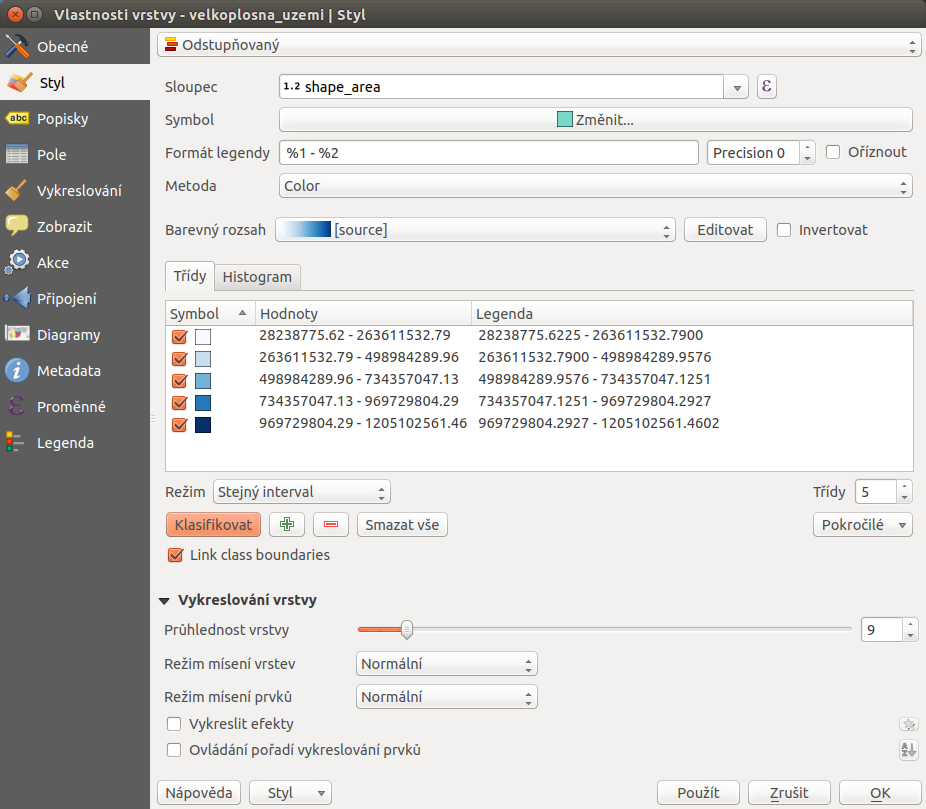 Vlastnosti vrstvy - velkoplosna_uzemi | Styl
Obecné
Styl
abc Popisky
Pole
Vykreslování
Zobrazit
Akce
Připojení
Diagramy
Metadata
Proměnné
Legenda
Odstupňovaný
Sloupec 1.2 shape_area ε
Symbol Změnit...
Formát legendy %1 - %2 Precision 0 Oříznout
Metoda Color
Barevný rozsah [source] Editovat Invertovat
Třídy Histogram
Symbol Hodnoty Legenda
28238775.62 - 263611532.79 28238775.6225 - 263611532.7900
263611532.79 - 498984289.96 263611532.7900 - 498984289.9576
498984289.96 - 734357047.13 498984289.9576 - 734357047.1251
734357047.13 - 969729804.29 734357047.1251 - 969729804.2927
969729804.29 - 1205102561.46 969729804.2927 - 1205102561.4602
Režim Stejný interval Třídy 5
Klasifikovat Smazat vše Pokročilé
Link class boundaries
Vykreslování vrstvy
Průhlednost vrstvy 9
Režim mísení vrstev Normální
Režim mísení prvků Normální
Vykreslit efekty
Ovládání pořadí vykreslování prvků
Nápověda Styl Použít Zrušit OK